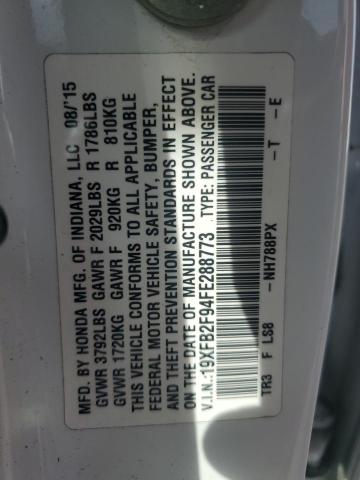 MFD. BY HONDA MFG. OF INDIANA, LLC 08/'15
GVWR 3792LBS GAWR F 2029LBS R 1786LBS
GVWR 1720KG GAWR F 920KG R 810KG
THIS VEHICLE CONFORMS TO ALL APPLICABLE
FEDERAL MOTOR VEHICLE SAFETY, BUMPER,
AND THEFT PREVENTION STANDARDS IN EFFECT
ON THE DATE OF MANUFACTURE SHOWN ABOVE.
V.I.N.:19XFB2F94FE288773 TYPE: PASSENGER CAR
TR3 F LS8 -NH788PX -T -E